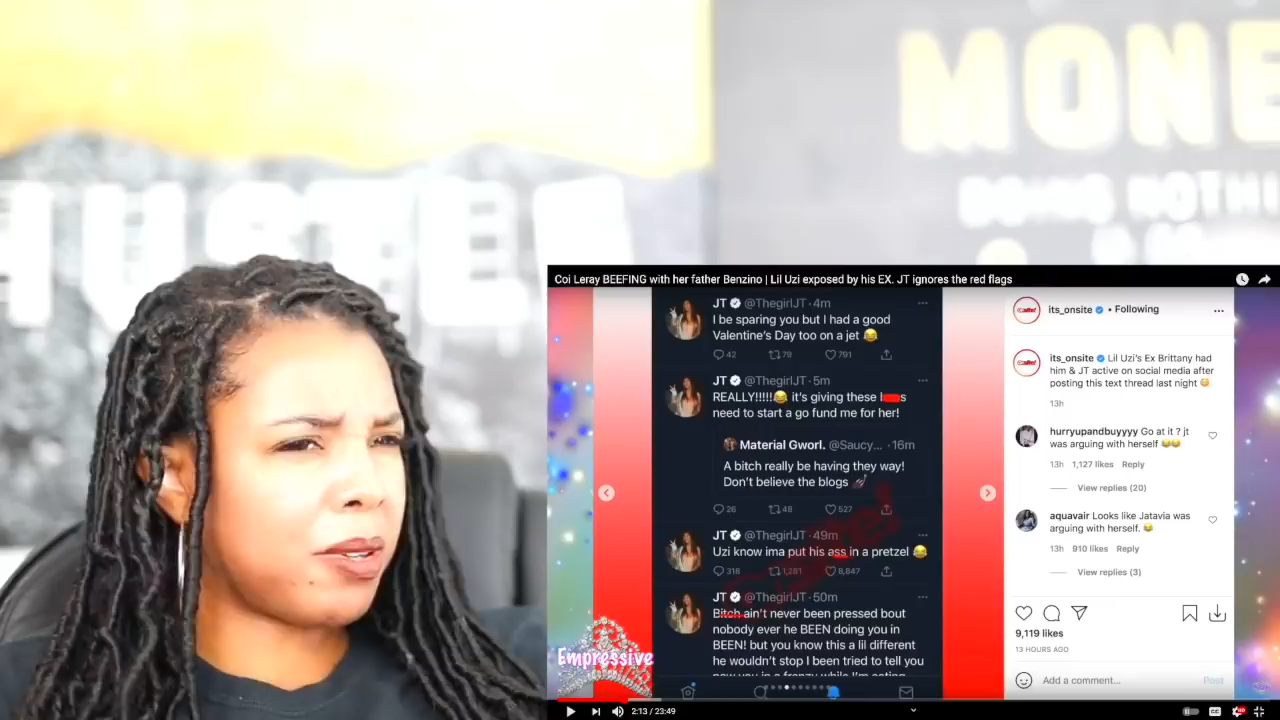 MONE
HUSTLE
NOTHI
Coi Leray BEEFING with her father Benzino | Lil Uzi exposed by his EX. JT ignores the red flags
JT @ThegirlJT · 4m
I be sparing you but I had a good
Valentine's Day too on a jet 😂
42 79 791
JT @ThegirlJT · 5m
REALLY!!!!!😂 it's giving these
need to start a go fund me for her!
Material Gworl. @Saucy... · 16m
A bitch really be having they way!
Don't believe the blogs 💅🏿
26 48 527
JT @ThegirlJT · 49m
Uzi know ima put his ass in a pretzel 😂
318 1,281 8,847
JT @ThegirlJT · 50m
Bitch ain't never been pressed bout
nobody ever he BEEN doing you in
BEEN! but you know this a lil different
he wouldn't stop I been tried to tell you
Empressive
its_onsite • Following
its_onsite Lil Uzi's Ex Brittany had
him & JT active on social media after
posting this text thread last night 😳
13h
hurryupandbuyyyy Go at it ? jt
was arguing with herself 😂😂
13h 1,127 likes Reply
View replies (20)
aquavair Looks like Jatavia was
arguing with herself. 😂
13h 910 likes Reply
View replies (3)
9,119 likes
13 HOURS AGO
Add a comment... Post
2:13 / 23:49